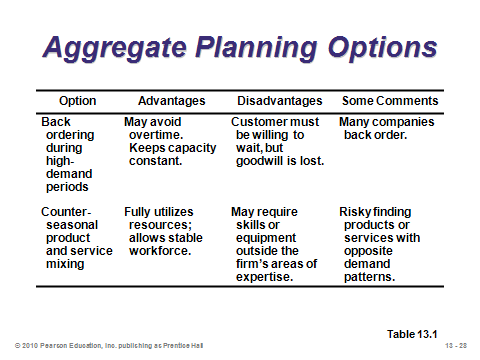 Aggregate Planning Options
Option Advantages Disadvantages Some Comments
Back ordering during high-demand periods
May avoid overtime. Keeps capacity constant.
Customer must be willing to wait, but goodwill is lost.
Many companies back order.
Counter-seasonal product and service mixing
Fully utilizes resources; allows stable workforce.
May require skills or equipment outside the firm's areas of expertise.
Risky finding products or services with opposite demand patterns.
Table 13.1
© 2010 Pearson Education, Inc. publishing as Prentice Hall
13 - 28